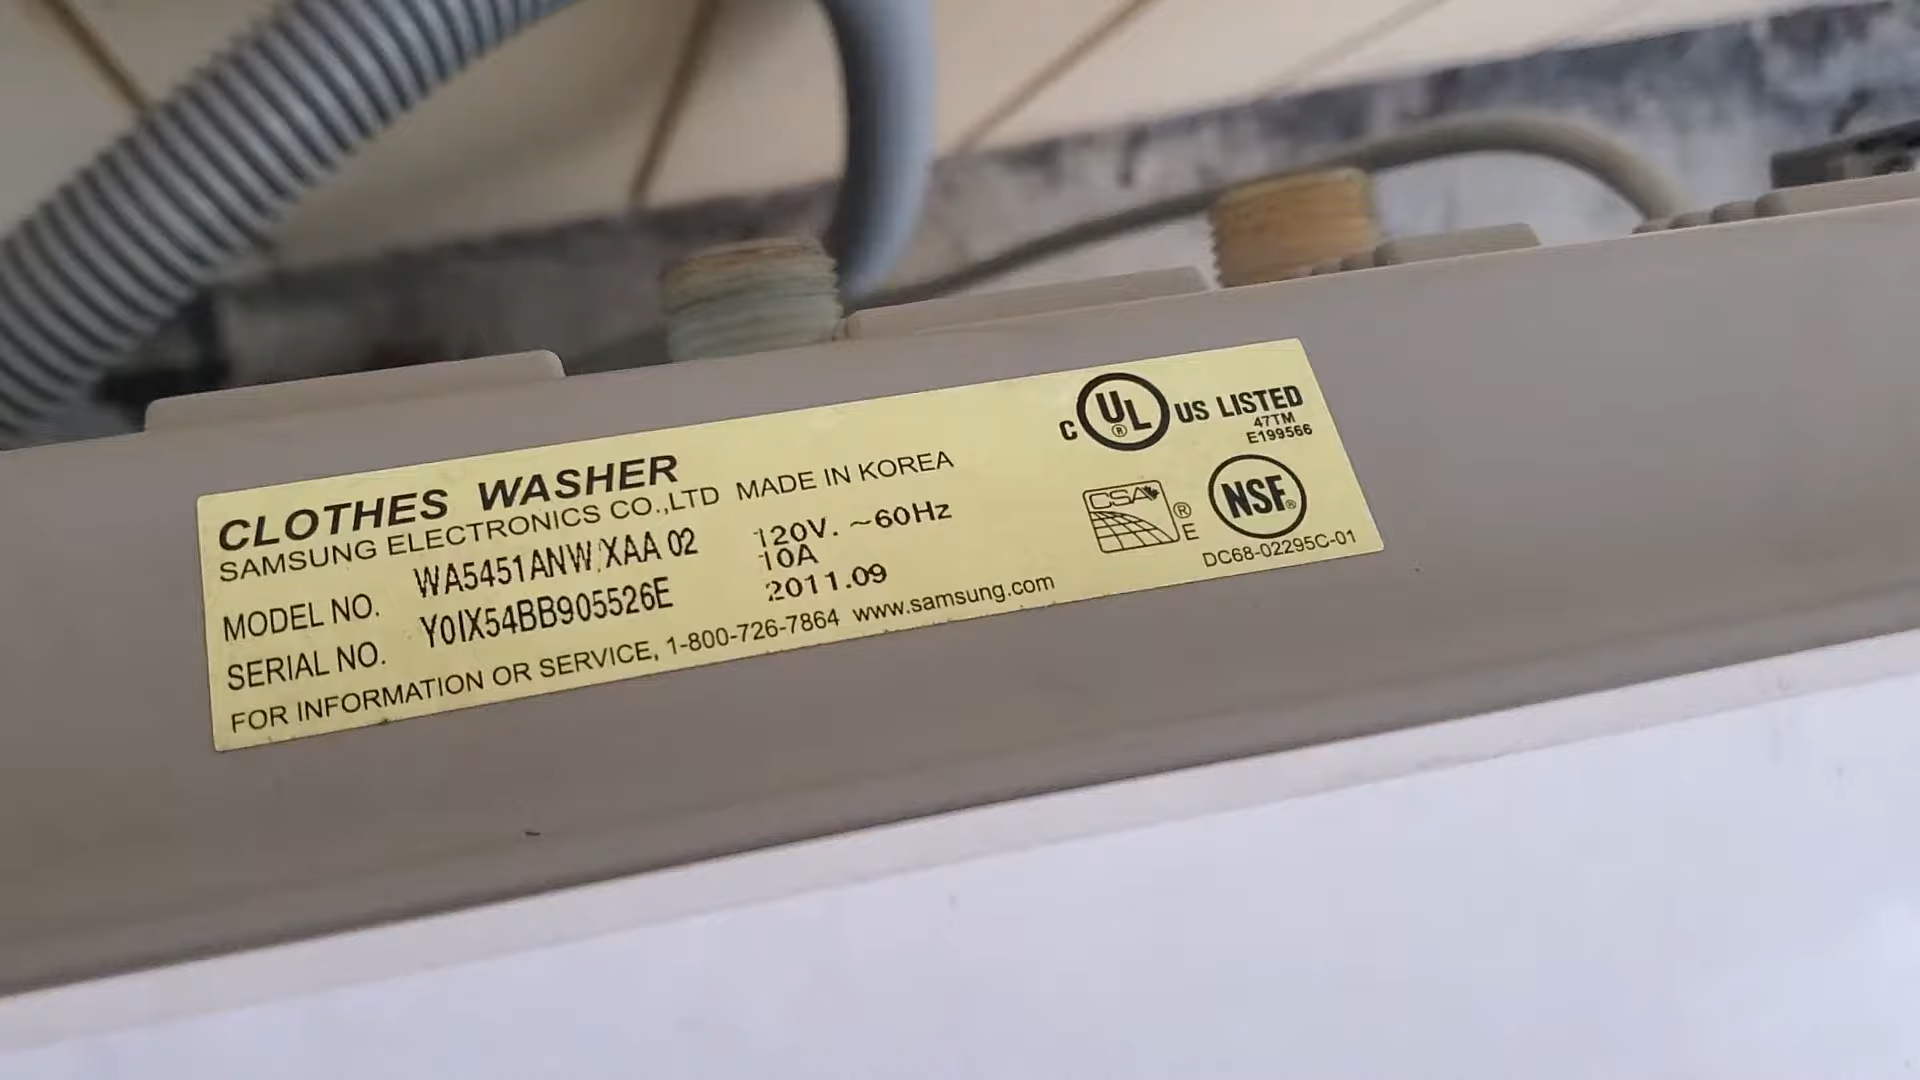 CLOTHES WASHER
SAMSUNG ELECTRONICS CO.,LTD MADE IN KOREA
MODEL NO. WA5451ANW/XAA 02 120V. ~60Hz
10A
SERIAL NO. Y0IX54BB905526E 2011.09
FOR INFORMATION OR SERVICE, 1-800-726-7864 www.samsung.com
C UL ® US LISTED
47TM
E199566
CSA ® E
NSF®
DC68-02295C-01